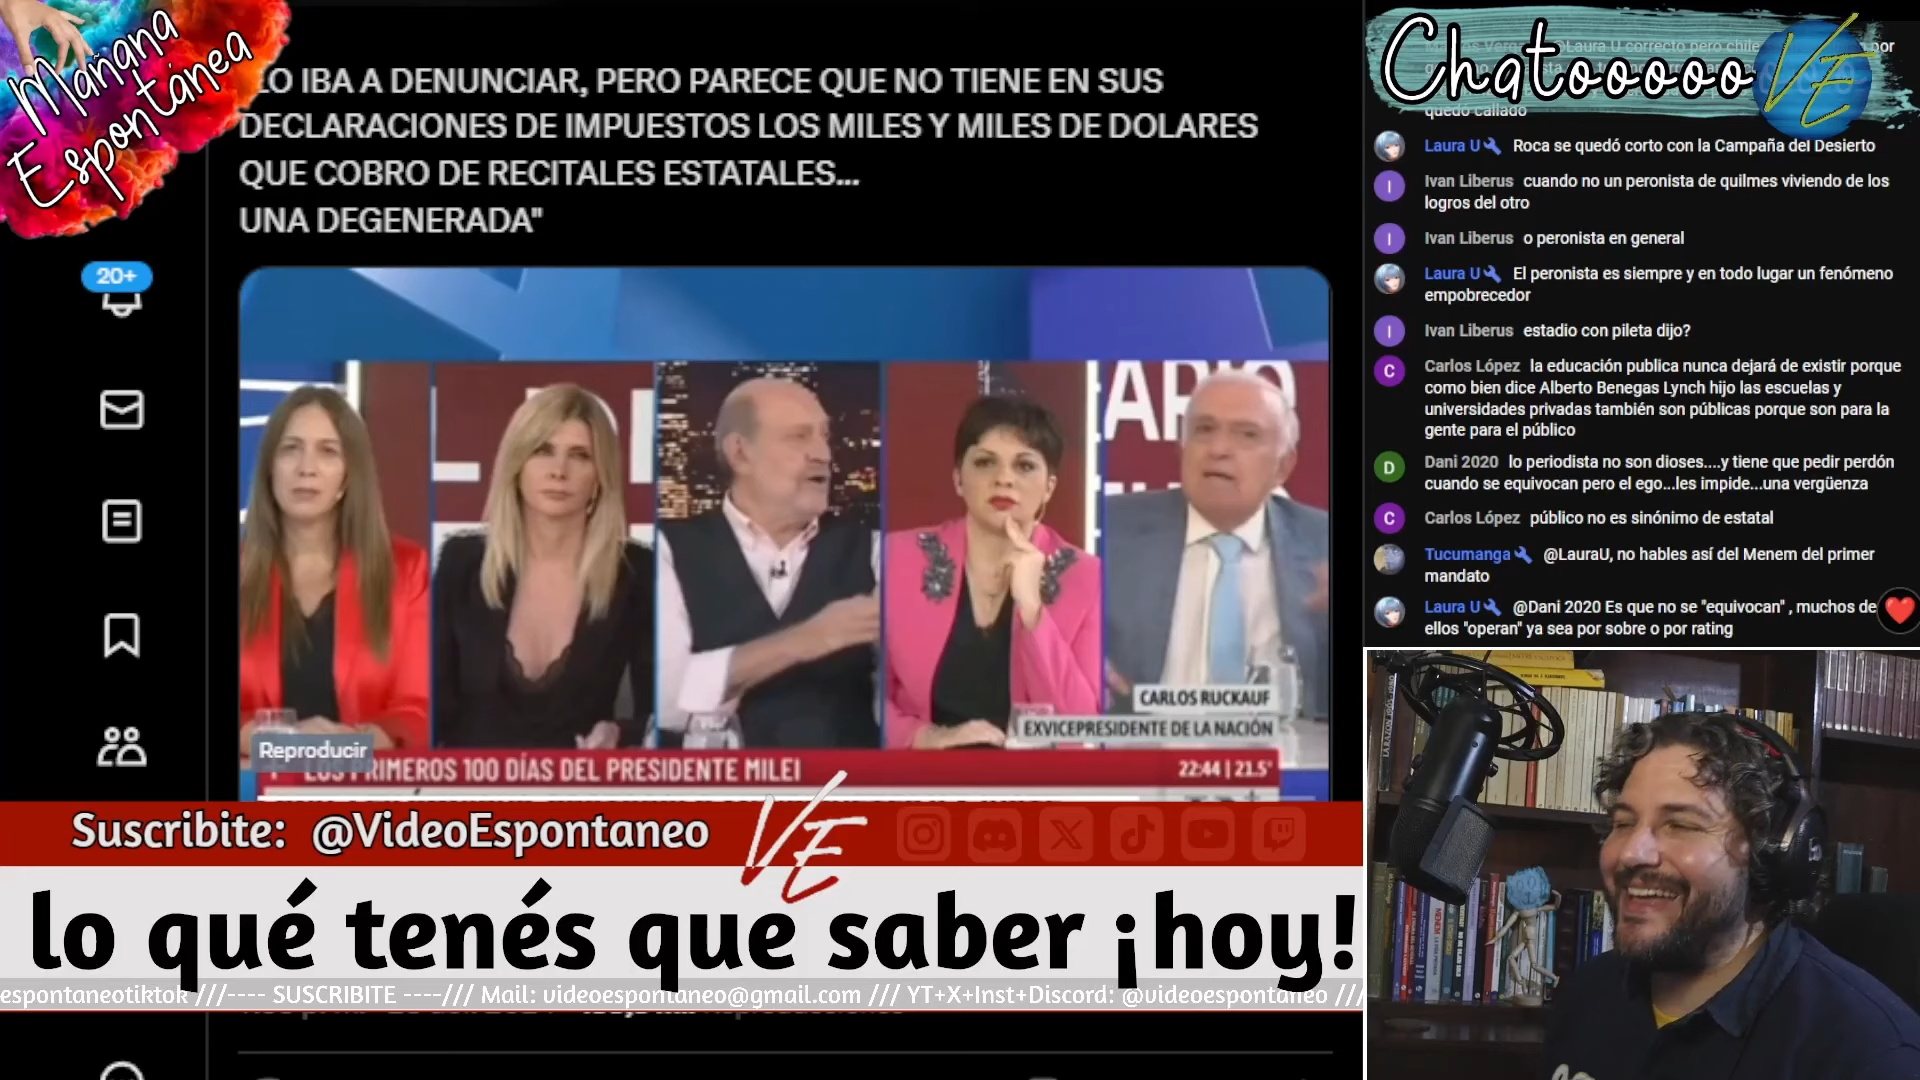 Mañana
Espontánea
LO IBA A DENUNCIAR, PERO PARECE QUE NO TIENE EN SUS
DECLARACIONES DE IMPUESTOS LOS MILES Y MILES DE DOLARES
QUE COBRO DE RECITALES ESTATALES...
UNA DEGENERADA"
20+
CARLOS RUCKAUF
EXVICEPRESIDENTE DE LA NACIÓN
Reproducir
LOS PRIMEROS 100 DÍAS DEL PRESIDENTE MILEI
22:44 | 21.5°
Suscribite: @VideoEspontaneo
VE
lo qué tenés que saber ¡hoy!
espontaneotiktok ///---- SUSCRIBITE ----/// Mail: videoespontaneo@gmail.com /// YT+X+Inst+Discord: @videoespontaneo ///
Chatooooo VE
@Laura U correcto pero
quedó callado
Laura U Roca se quedó corto con la Campaña del Desierto
Ivan Liberus cuando no un peronista de quilmes viviendo de los
logros del otro
Ivan Liberus o peronista en general
Laura U El peronista es siempre y en todo lugar un fenómeno
empobrecedor
Ivan Liberus estadio con pileta dijo?
Carlos López la educación publica nunca dejará de existir porque
como bien dice Alberto Benegas Lynch hijo las escuelas y
universidades privadas también son públicas porque son para la
gente para el público
Dani 2020 lo periodista no son dioses....y tiene que pedir perdón
cuando se equivocan pero el ego...les impide...una vergüenza
Carlos López público no es sinónimo de estatal
Tucumanga @LauraU, no hables así del Menem del primer
mandato
Laura U @Dani 2020 Es que no se "equivocan" , muchos de
ellos "operan" ya sea por sobre o por rating